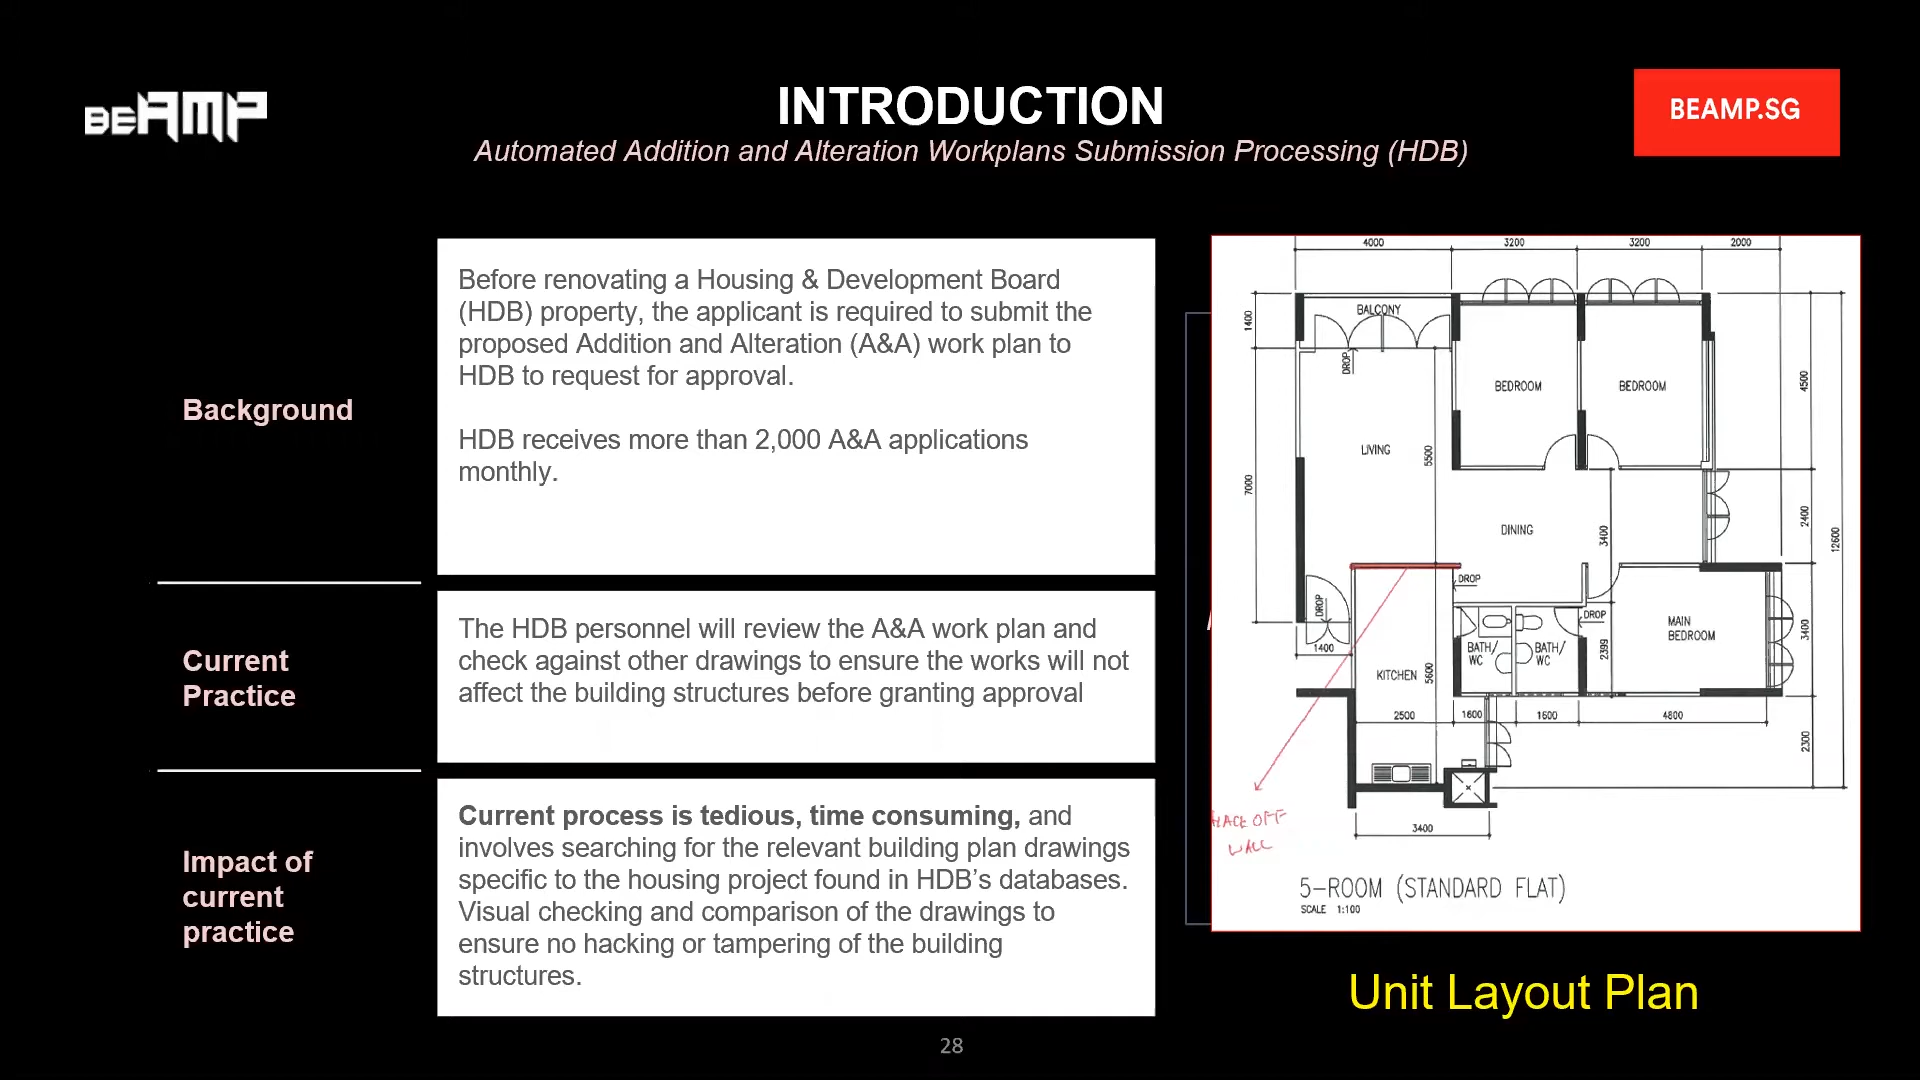 BEAMP
INTRODUCTION
Automated Addition and Alteration Workplans Submission Processing (HDB)
BEAMP.SG
Background
Before renovating a Housing & Development Board
(HDB) property, the applicant is required to submit the
proposed Addition and Alteration (A&A) work plan to
HDB to request for approval.
HDB receives more than 2,000 A&A applications
monthly.
Current
Practice
The HDB personnel will review the A&A work plan and
check against other drawings to ensure the works will not
affect the building structures before granting approval
Impact of
current
practice
Current process is tedious, time consuming, and
involves searching for the relevant building plan drawings
specific to the housing project found in HDB’s databases.
Visual checking and comparison of the drawings to
ensure no hacking or tampering of the building
structures.
4000 3200 3200 2000
1400
BALCONY
DROP
BEDROOM
BEDROOM
4500
LIVING
5500
7000
DINING
3400
2400
12600
DROP
DROP
DROP
1400
BATH/
WC
BATH/
WC
2399
MAIN
BEDROOM
3400
KITCHEN
5600
2500 1600 1600 4800
2300
3400
OFF
WALL
5-ROOM (STANDARD FLAT)
SCALE 1:100
Unit Layout Plan
28